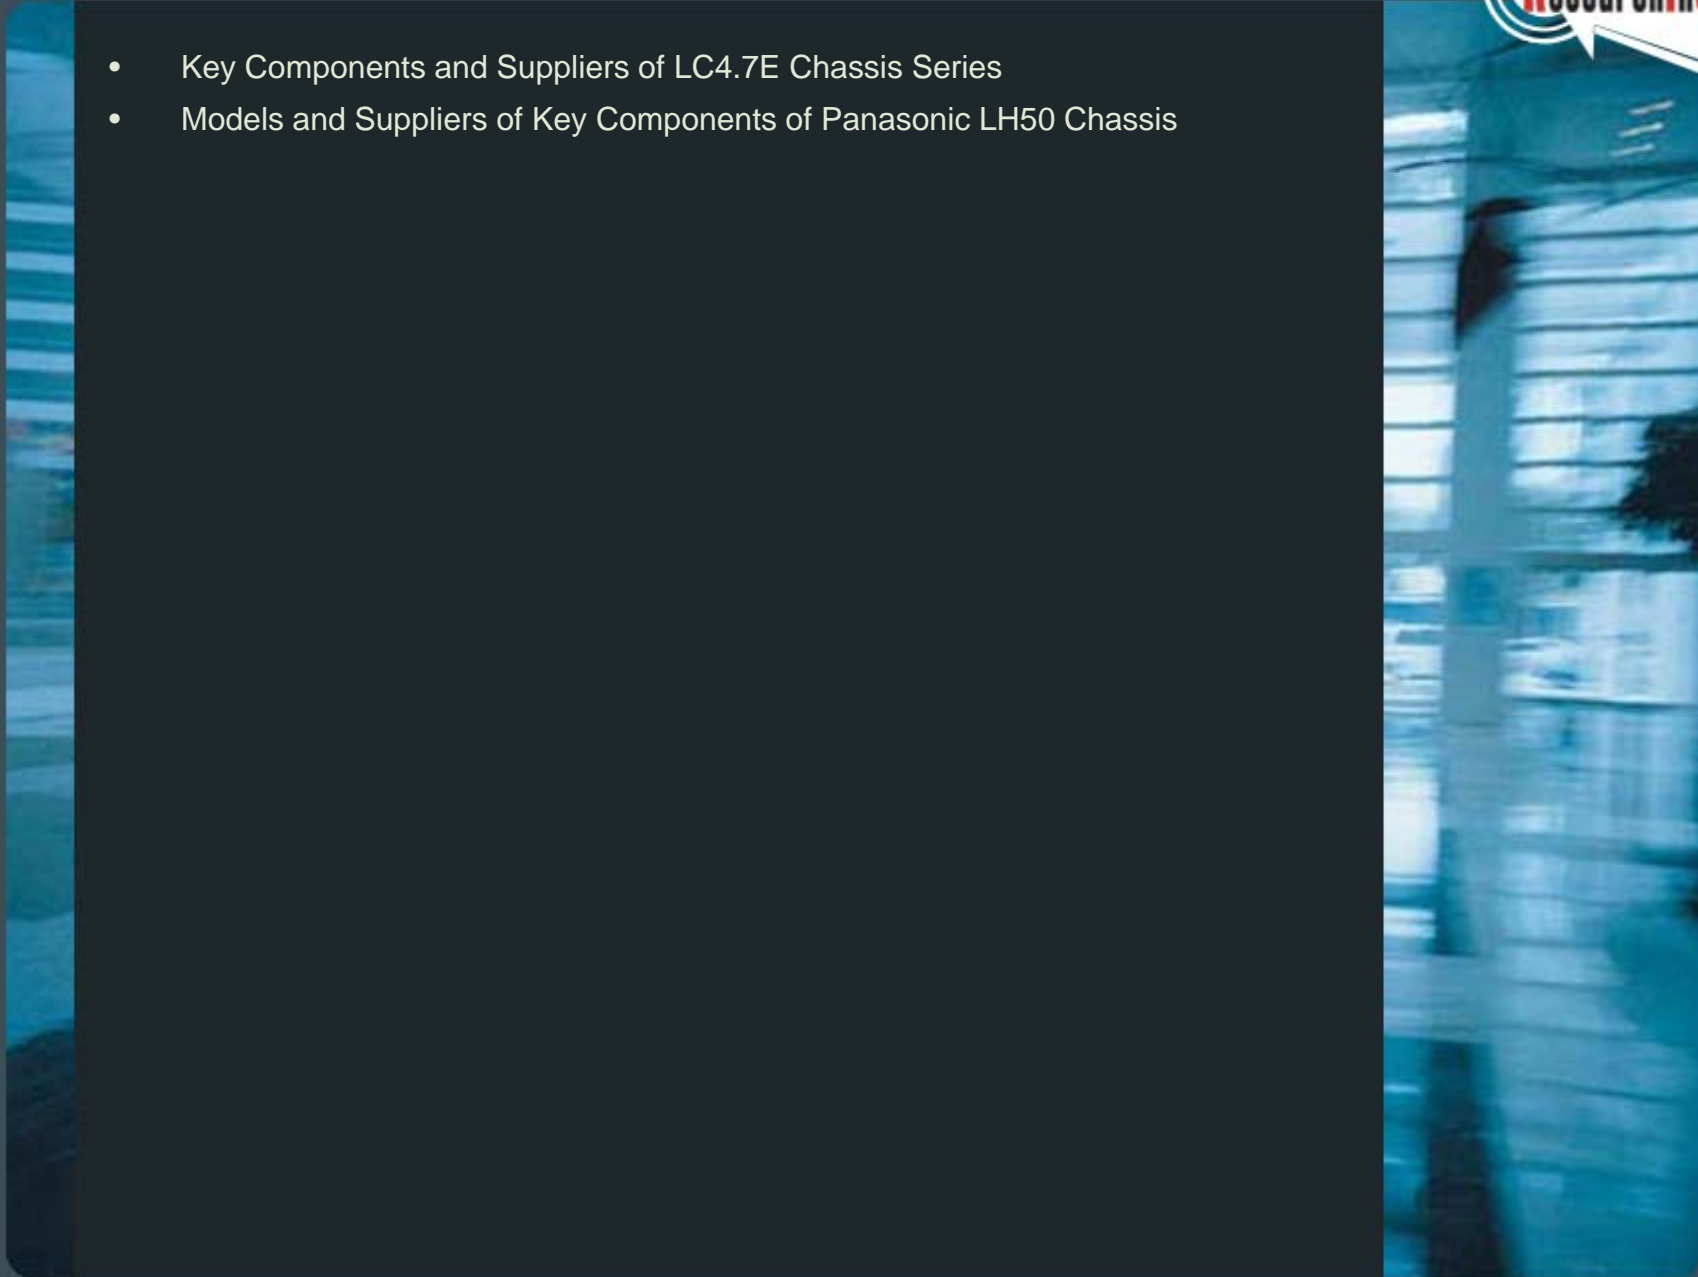 • Key Components and Suppliers of LC4.7E Chassis Series
• Models and Suppliers of Key Components of Panasonic LH50 Chassis